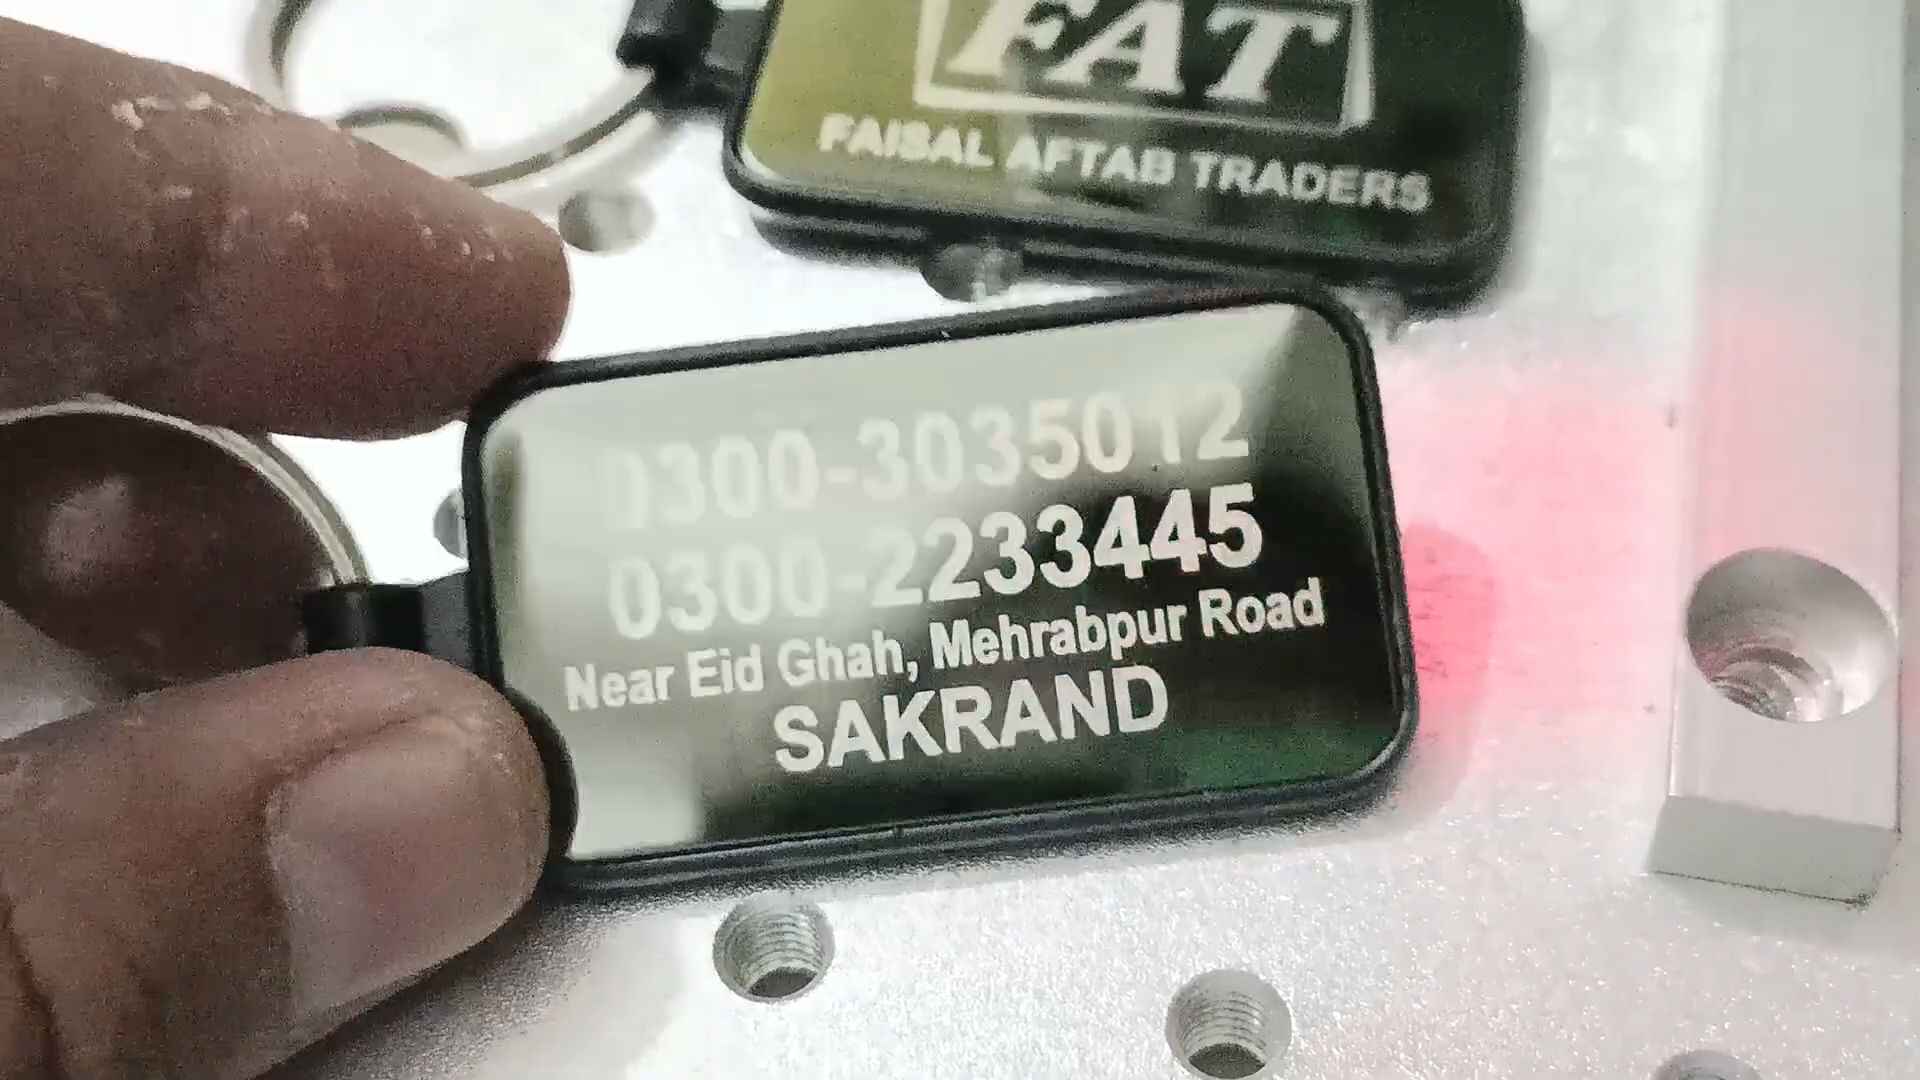 FAT
FAISAL AFTAB TRADERS
0300-3035012
0300-2233445
Near Eid Ghah, Mehrabpur Road
SAKRAND